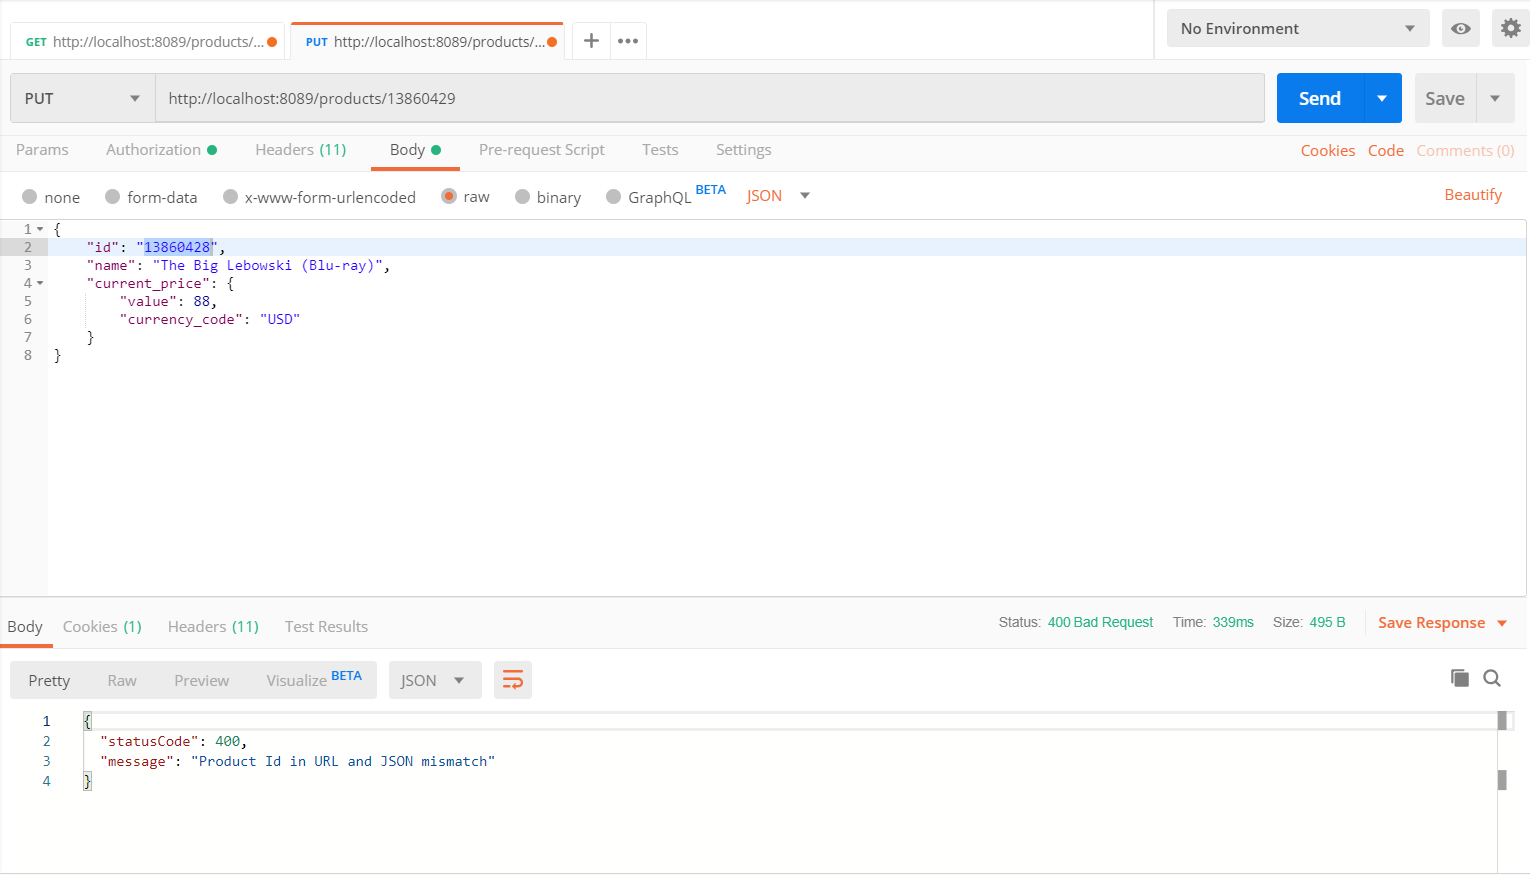 GET http://localhost:8089/products/... PUT http://localhost:8089/products/... No Environment
PUT http://localhost:8089/products/13860429 Send Save
Params Authorization Headers (11) Body Pre-request Script Tests Settings Cookies Code Comments (0)
none form-data x-www-form-urlencoded raw binary GraphQL BETA JSON Beautify
1 {
2 "id": "13860428",
3 "name": "The Big Lebowski (Blu-ray)",
4 "current_price": {
5 "value": 88,
6 "currency_code": "USD"
7 }
8 }
Body Cookies (1) Headers (11) Test Results Status: 400 Bad Request Time: 339ms Size: 495 B Save Response
Pretty Raw Preview Visualize BETA JSON
1 {
2 "statusCode": 400,
3 "message": "Product Id in URL and JSON mismatch"
4 }